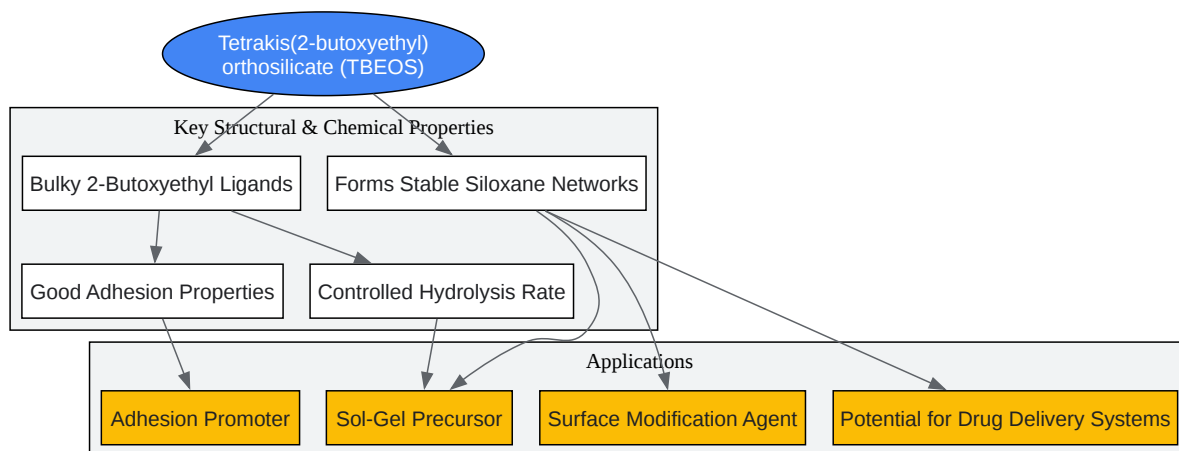 Tetrakis(2-butoxyethyl)
orthosilicate (TBEOS)
Key Structural & Chemical Properties
Bulky 2-Butoxyethyl Ligands
Forms Stable Siloxane Networks
Good Adhesion Properties
Controlled Hydrolysis Rate
Applications
Adhesion Promoter
Sol-Gel Precursor
Surface Modification Agent
Potential for Drug Delivery Systems